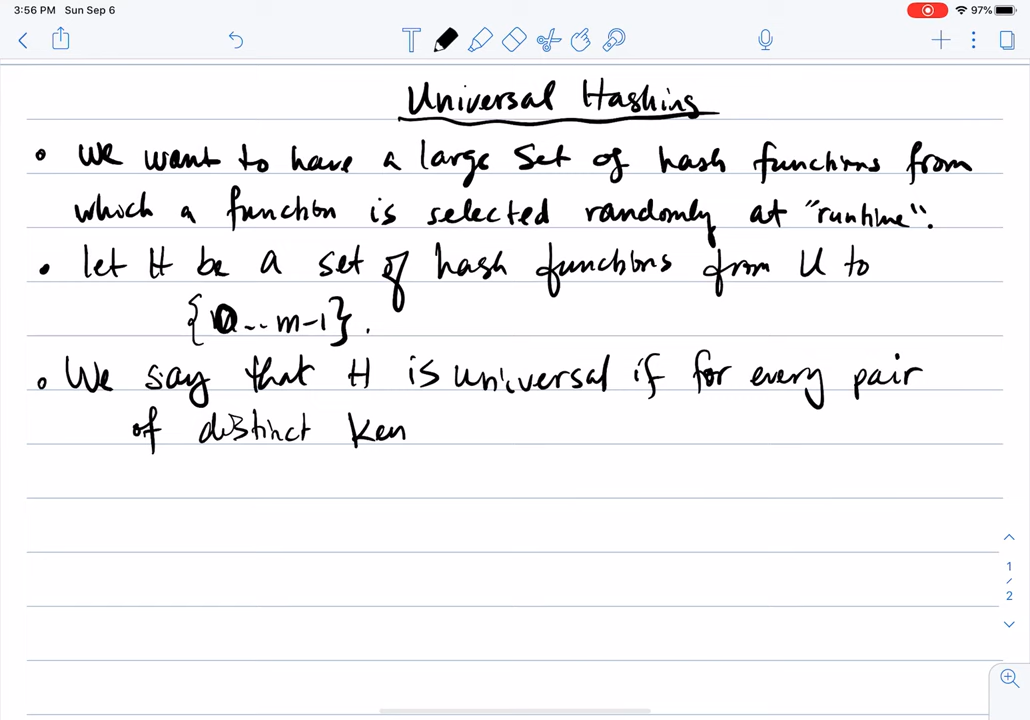 3:56 PM Sun Sep 6
97%
Universal Hashing
• We want to have a large set of hash functions from
which a function is selected randomly at "runtime".
• let H be a set of hash functions from U to
{0...m-1}.
• We say that H is universal if for every pair
of distinct Ken
1
/
2